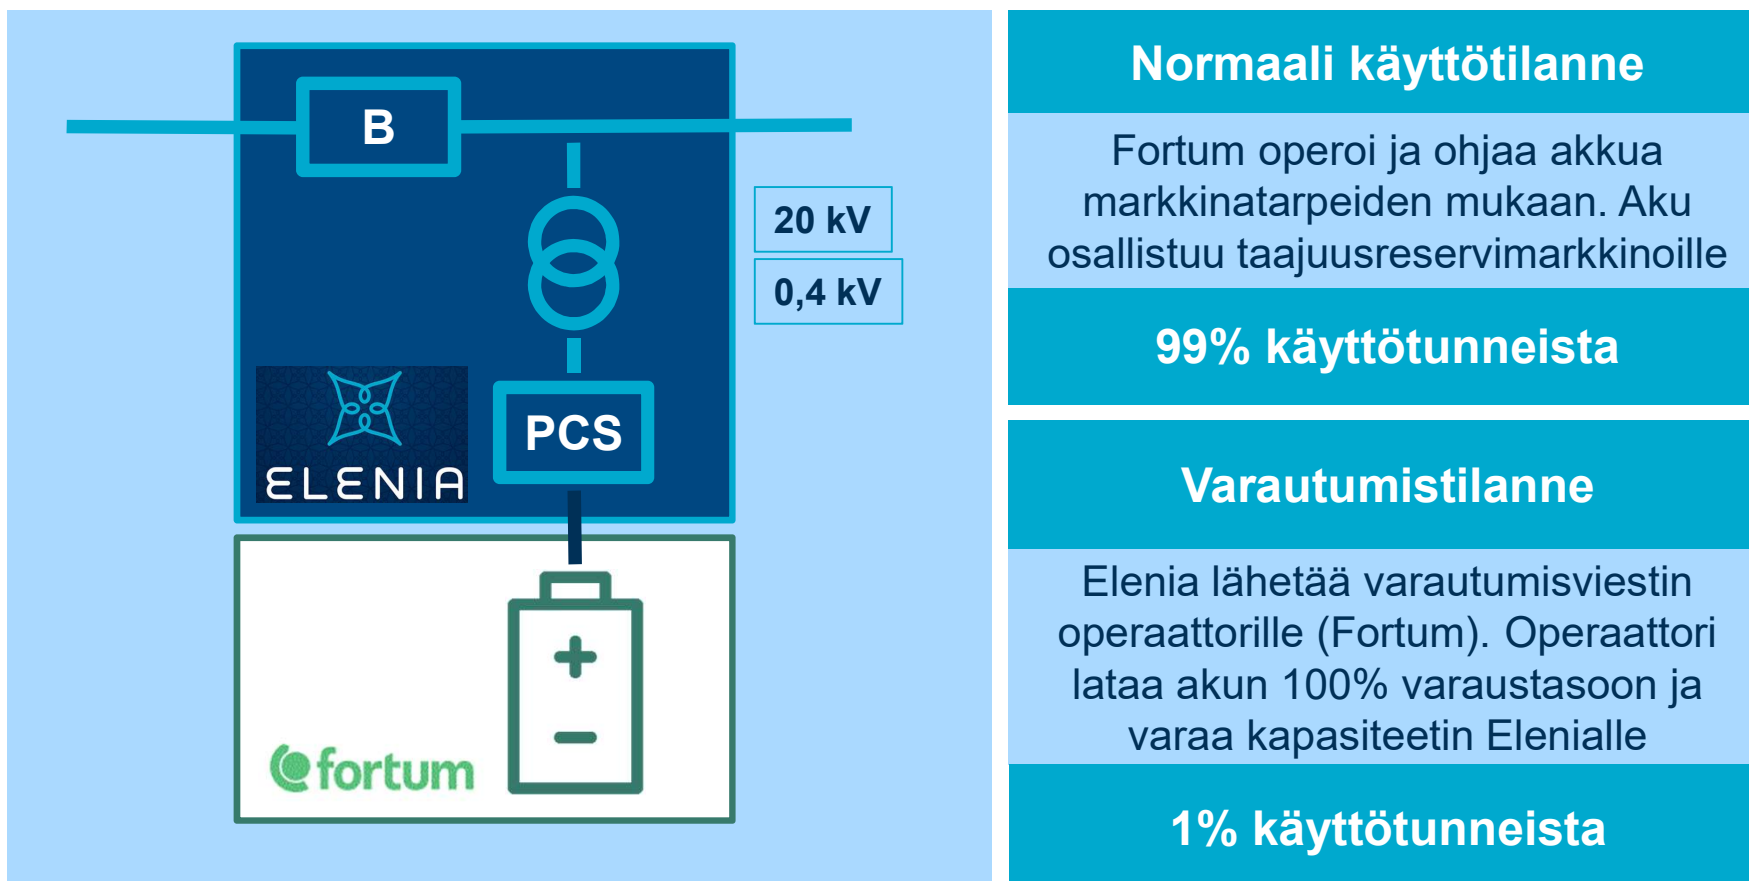 B
20 kV
0,4 kV
PCS
ELENIA
fortum
Normaali käyttötilanne
Fortum operoi ja ohjaa akkua
markkinatarpeiden mukaan. Aku
osallistuu taajuusreservimarkkinoille
99% käyttötunneista
Varautumistilanne
Elenia lähetää varautumisviestin
operaattorille (Fortum). Operaattori
lataa akun 100% varaustasoon ja
varaa kapasiteetin Elenialle
1% käyttötunneista